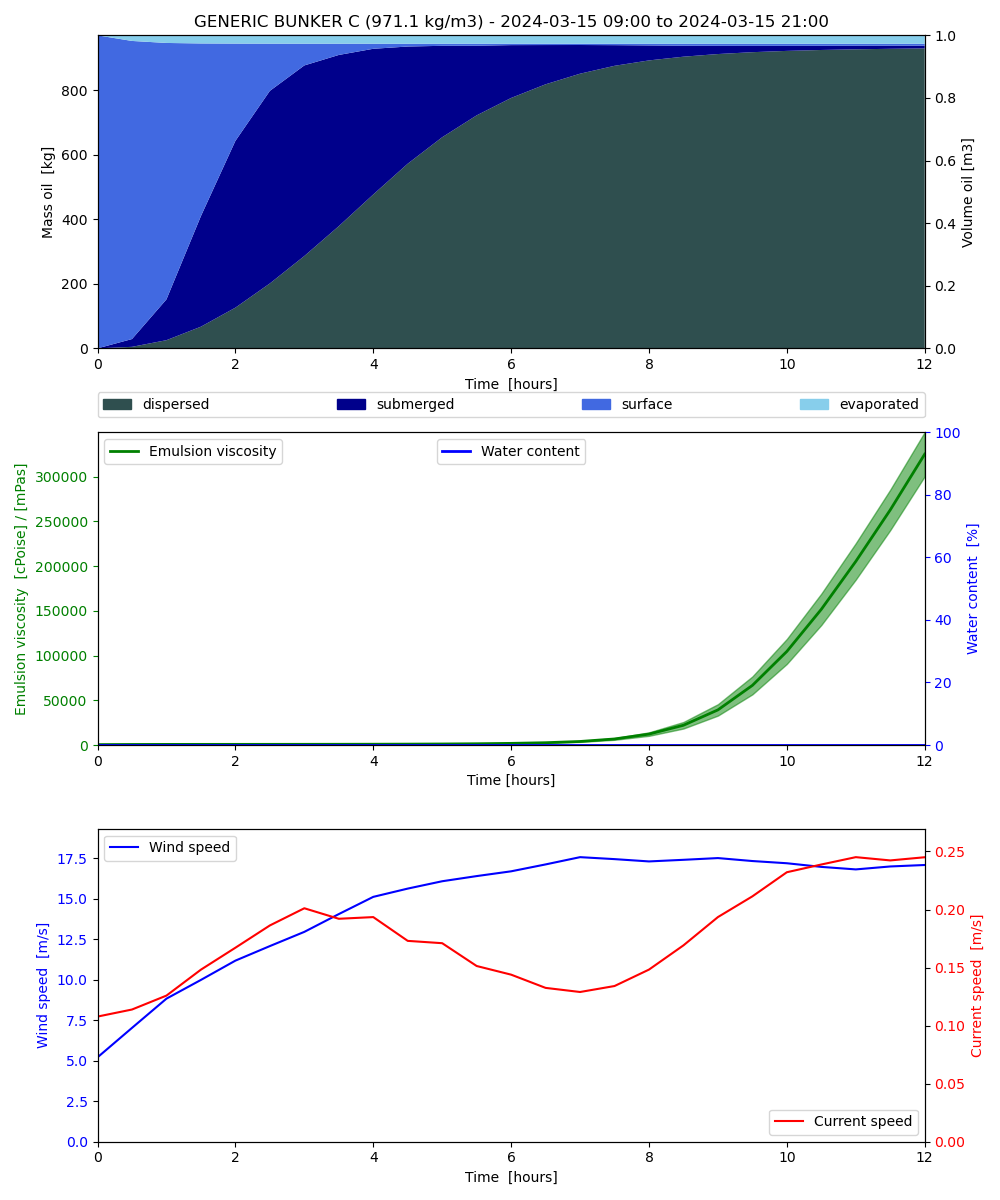 GENERIC BUNKER C (971.1 kg/m3) - 2024-03-15 09:00 to 2024-03-15 21:00
Mass oil  [kg]
0
200
400
600
800
Volume oil [m3]
0.0
0.2
0.4
0.6
0.8
1.0
0 2 4 6 8 10 12
Time  [hours]
dispersed submerged surface evaporated
Emulsion viscosity  [cPoise] / [mPas]
0
50000
100000
150000
200000
250000
300000
Emulsion viscosity
Water content
Water content  [%]
0
20
40
60
80
100
0 2 4 6 8 10 12
Time [hours]
Wind speed  [m/s]
0.0
2.5
5.0
7.5
10.0
12.5
15.0
17.5
Wind speed
Current speed  [m/s]
0.00
0.05
0.10
0.15
0.20
0.25
Current speed
0 2 4 6 8 10 12
Time  [hours]